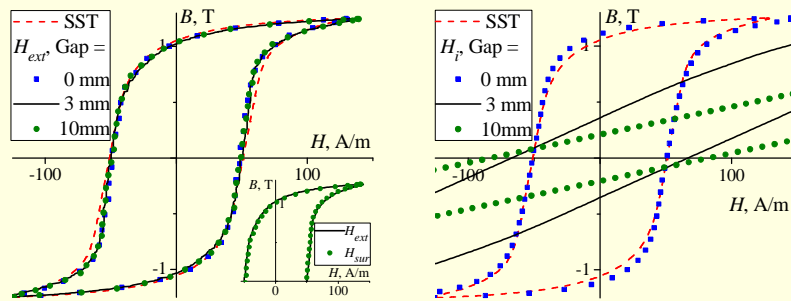 B, T
SST
H_ext, Gap =
0 mm
3 mm
10mm
1
H, A/m
-100
100
-1
B, T
1
H_ext
H_sur
0
100
H, A/m
B, T
SST
H_i, Gap =
0 mm
3 mm
10mm
1
-100
100
H, A/m
-1